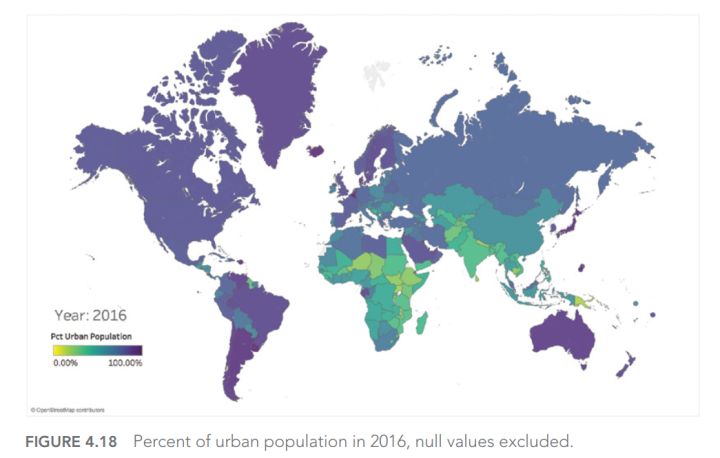 Year: 2016
Pct Urban Population
0.00% 100.00%
© OpenStreetMap contributors
FIGURE 4.18 Percent of urban population in 2016, null values excluded.